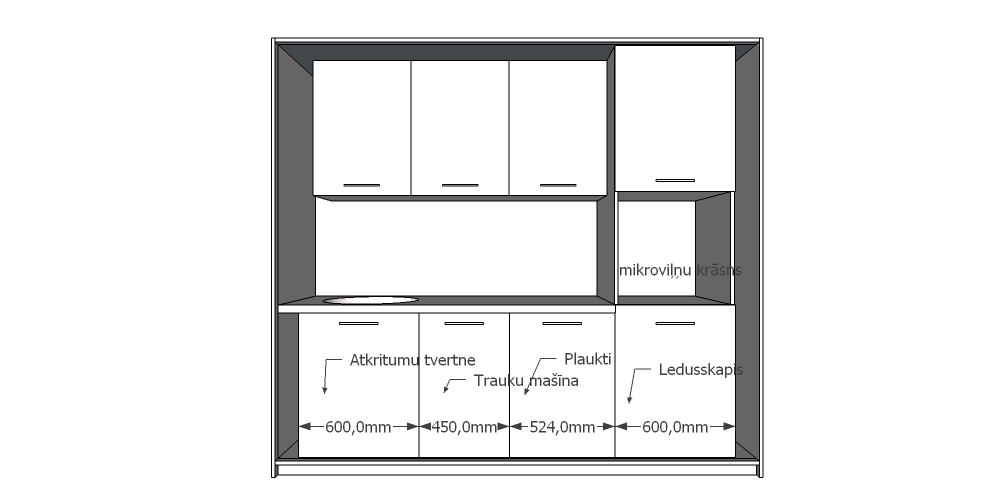 mikroviļņu krāsns
Atkritumu tvertne
Plaukti
Ledusskapis
Trauku mašīna
600,0mm
450,0mm
524,0mm
600,0mm